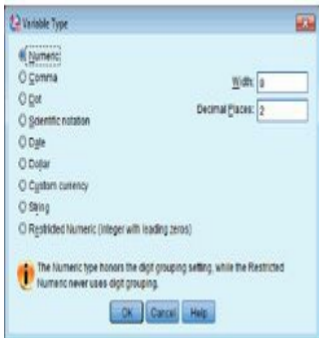 Variable Type
Numeric
Comma
Width:
Dot
Decimal Places: 2
Scientific notation
Date
Dollar
Custom currency
String
Restricted Numeric (integer with leading zeros)
The Numeric type honors the digit grouping setting, while the Restricted
Numeric never uses digit grouping.
OK Cancel Help